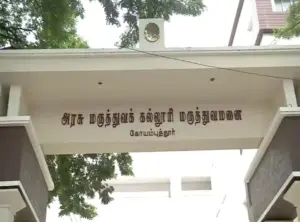 அரசு மருத்துவக் கல்லூரி மருத்துவமனை
கோயம்புத்தூர்